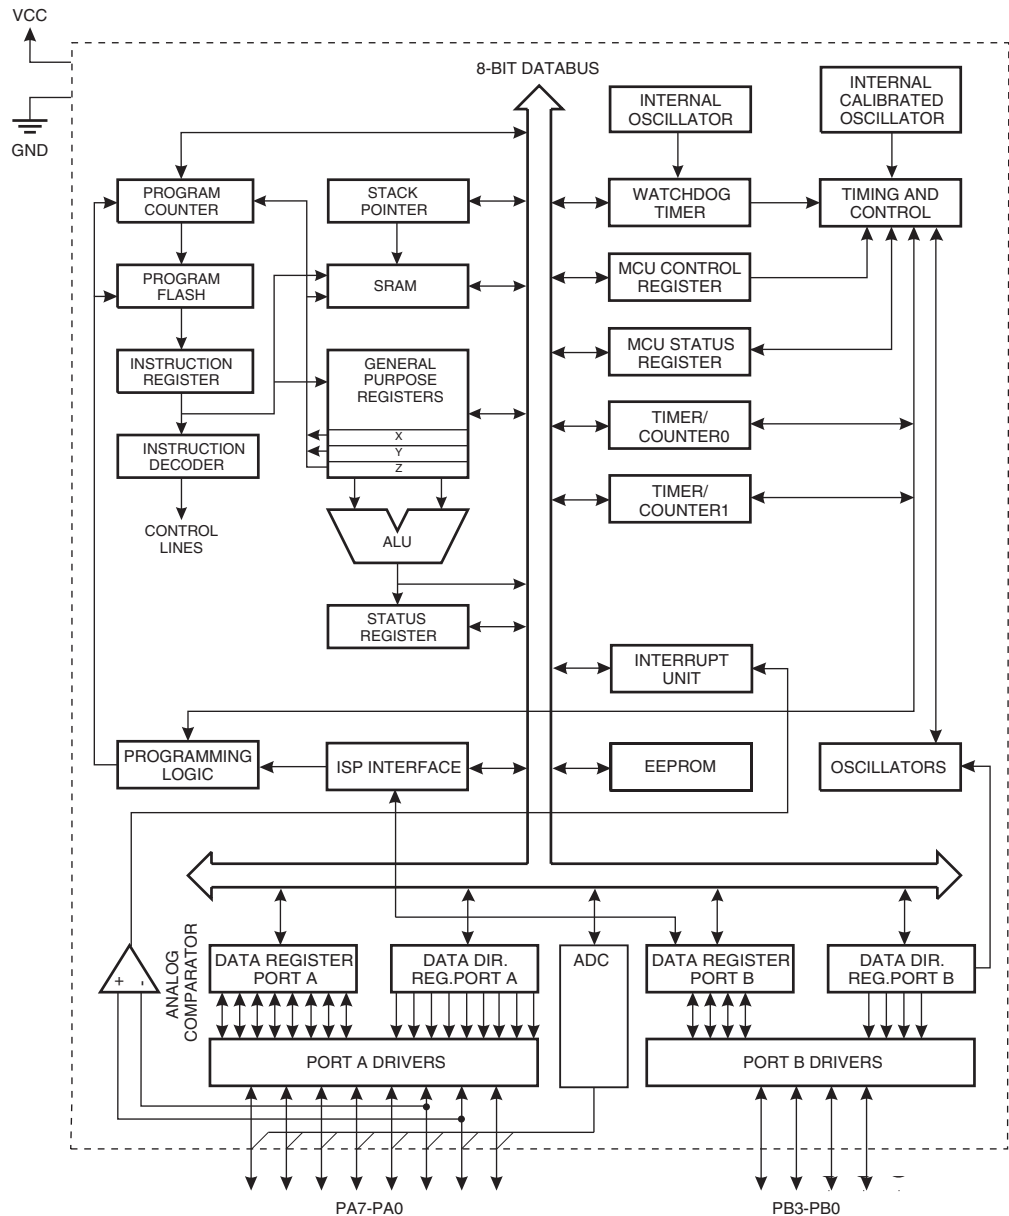 VCC
GND
8-BIT DATABUS
INTERNAL
OSCILLATOR
INTERNAL
CALIBRATED
OSCILLATOR
PROGRAM
COUNTER
STACK
POINTER
WATCHDOG
TIMER
TIMING AND
CONTROL
PROGRAM
FLASH
SRAM
MCU CONTROL
REGISTER
INSTRUCTION
REGISTER
GENERAL
PURPOSE
REGISTERS
X
Y
Z
MCU STATUS
REGISTER
INSTRUCTION
DECODER
TIMER/
COUNTER0
CONTROL
LINES
ALU
TIMER/
COUNTER1
STATUS
REGISTER
INTERRUPT
UNIT
PROGRAMMING
LOGIC
ISP INTERFACE
EEPROM
OSCILLATORS
+
-
ANALOG
COMPARATOR
DATA REGISTER
PORT A
DATA DIR.
REG.PORT A
ADC
DATA REGISTER
PORT B
DATA DIR.
REG.PORT B
PORT A DRIVERS
PORT B DRIVERS
PA7-PA0
PB3-PB0